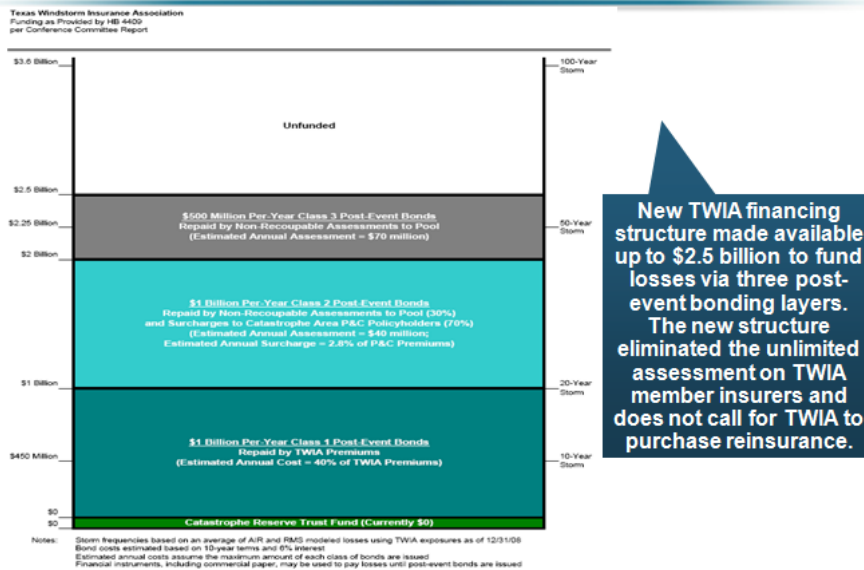 Texas Windstorm Insurance Association
Funding as Provided by HB 4409
per Conference Committee Report
$3.6 Billion
100-Year
Storm
Unfunded
$2.5 Billion
$500 Million Per-Year Class 3 Post-Event Bonds
Repaid by Non-Recoupable Assessments to Pool
(Estimated Annual Assessment = $70 million)
$2.25 Billion
50-Year
Storm
$2 Billion
$1 Billion Per-Year Class 2 Post-Event Bonds
Repaid by Non-Recoupable Assessments to Pool (30%)
and Surcharges to Catastrophe Area P&C Policyholders (70%)
(Estimated Annual Assessment = $40 million;
Estimated Annual Surcharge = 2.8% of P&C Premiums)
$1 Billion
20-Year
Storm
$1 Billion Per-Year Class 1 Post-Event Bonds
Repaid by TWIA Premiums
(Estimated Annual Cost = 40% of TWIA Premiums)
$450 Million
10-Year
Storm
$0
$0
Catastrophe Reserve Trust Fund (Currently $0)
Notes:
Storm frequencies based on an average of AIR and RMS modeled losses using TWIA exposures as of 12/31/08
Bond costs estimated based on 10-year terms and 6% interest
Estimated annual costs assume the maximum amount of each class of bonds are issued
Financial instruments, including commercial paper, may be used to pay losses until post-event bonds are issued
New TWIA financing
structure made available
up to $2.5 billion to fund
losses via three post-
event bonding layers.
The new structure
eliminated the unlimited
assessment on TWIA
member insurers and
does not call for TWIA to
purchase reinsurance.